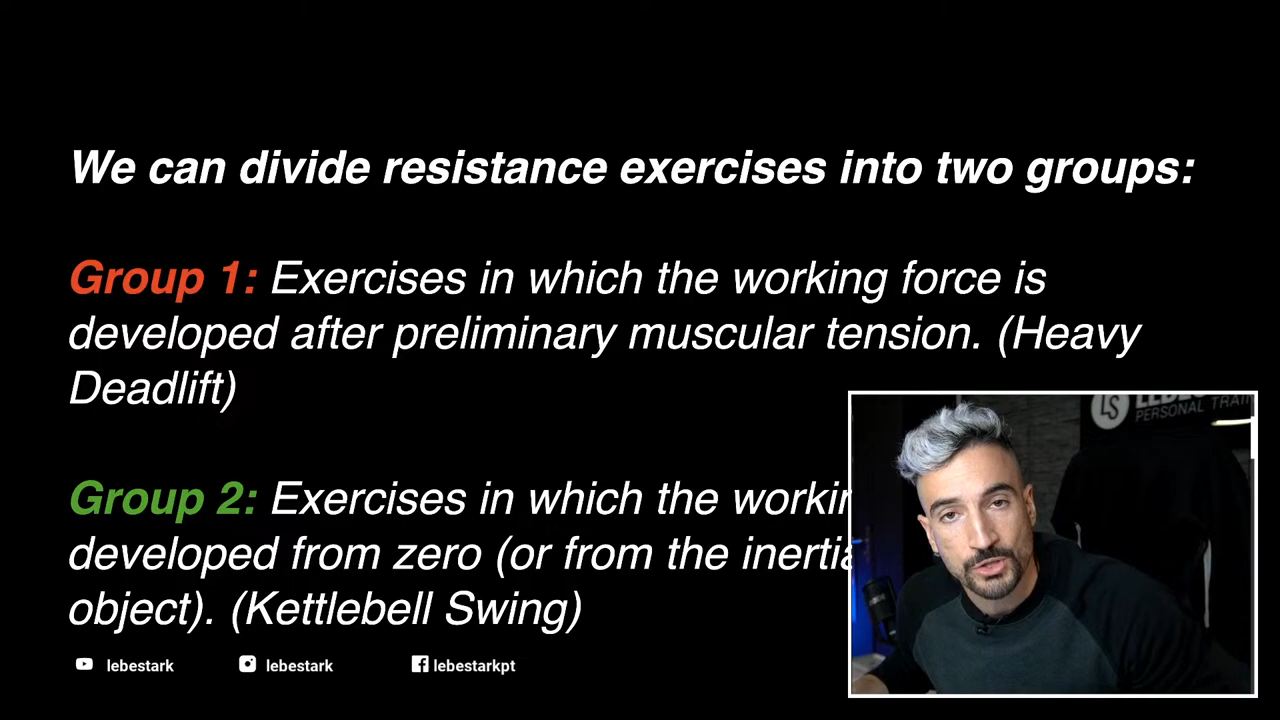 We can divide resistance exercises into two groups:
Group 1: Exercises in which the working force is
developed after preliminary muscular tension. (Heavy
Deadlift)
Group 2: Exercises in which the
developed from zero (or from the
object). (Kettlebell Swing)
lebestark lebestark lebestarkpt
LS
PERSONAL